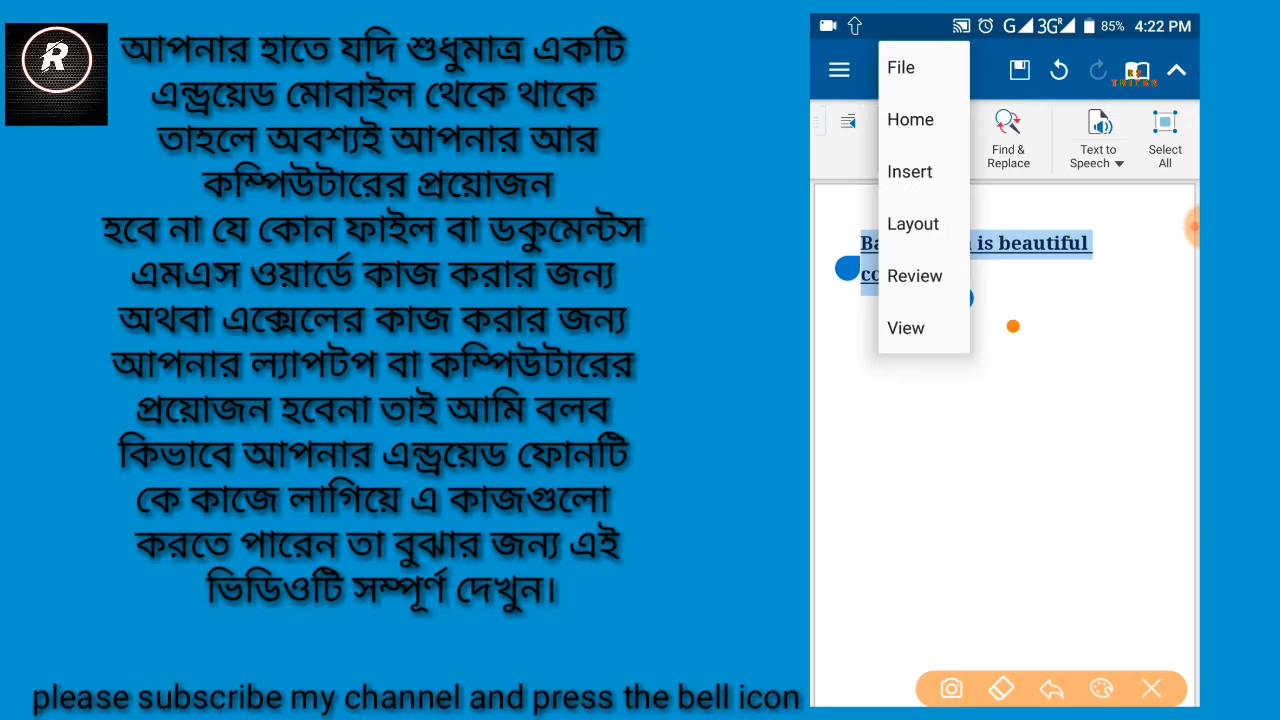 R
আপনার হাতে যদি শুধুমাত্র একটি
এন্ড্রয়েড মোবাইল থেকে থাকে
তাহলে অবশ্যই আপনার আর
কম্পিউটারের প্রয়োজন
হবে না যে কোন ফাইল বা ডকুমেন্টস
এমএস ওয়ার্ডে কাজ করার জন্য
অথবা এক্সেলের কাজ করার জন্য
আপনার ল্যাপটপ বা কম্পিউটারের
প্রয়োজন হবেনা তাই আমি বলব
কিভাবে আপনার এন্ড্রয়েড ফোনটি
কে কাজে লাগিয়ে এ কাজগুলো
করতে পারেন তা বুঝার জন্য এই
ভিডিওটি সম্পূর্ণ দেখুন।
please subscribe my channel and press the bell icon
G 3G R 85% 4:22 PM
File
Home
Insert
Layout
Review
View
Find & Replace
Text to Speech
Select All
is beautiful